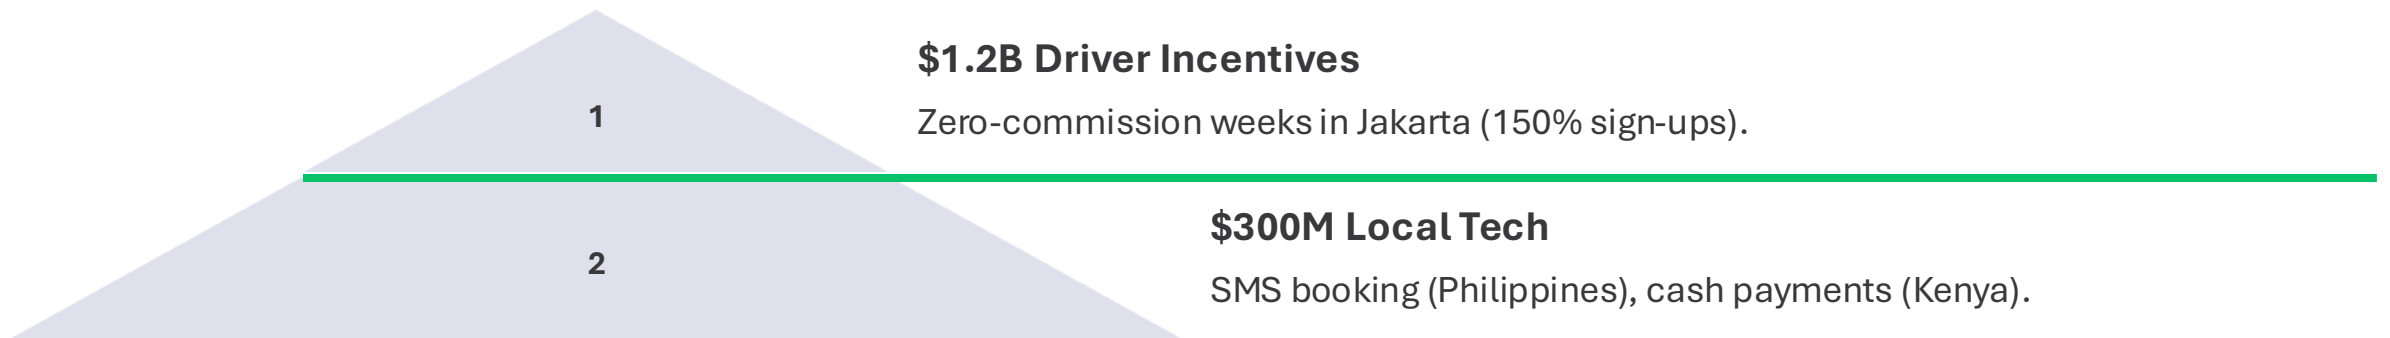 1
$1.2B Driver Incentives
Zero-commission weeks in Jakarta (150% sign-ups).
2
$300M Local Tech
SMS booking (Philippines), cash payments (Kenya).